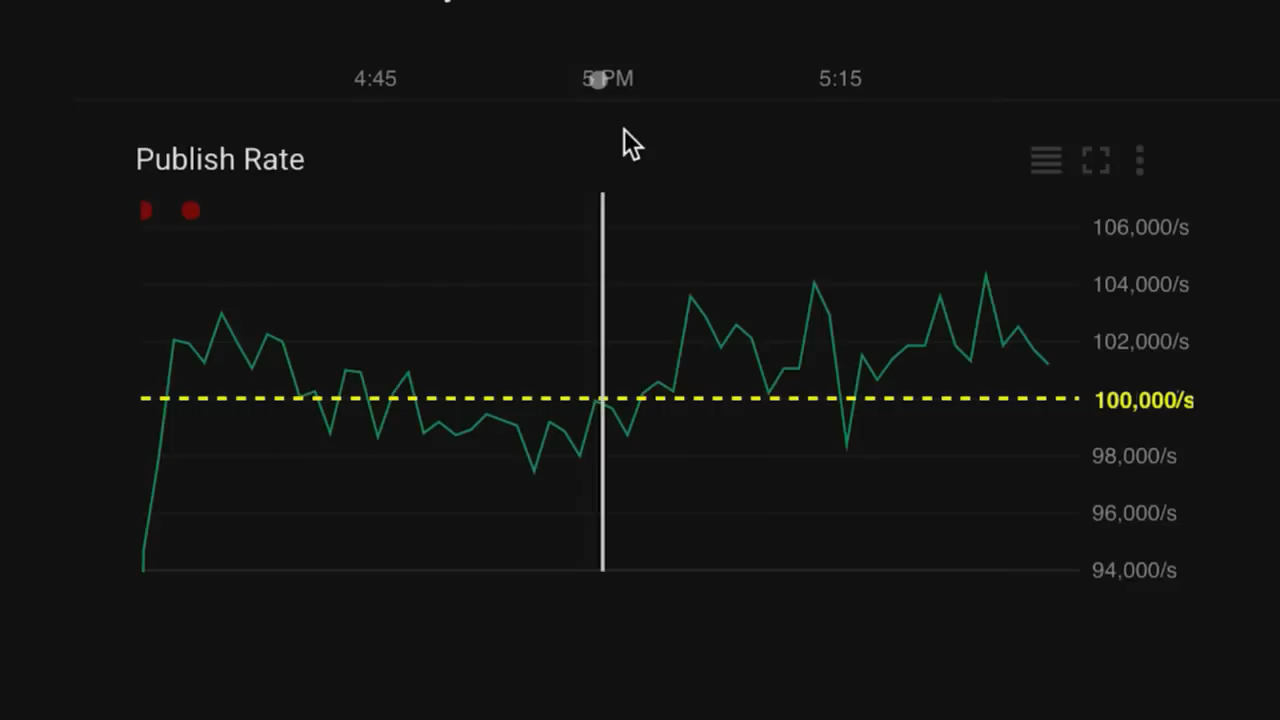 4:45 5 PM 5:15
Publish Rate
106,000/s
104,000/s
102,000/s
100,000/s
98,000/s
96,000/s
94,000/s